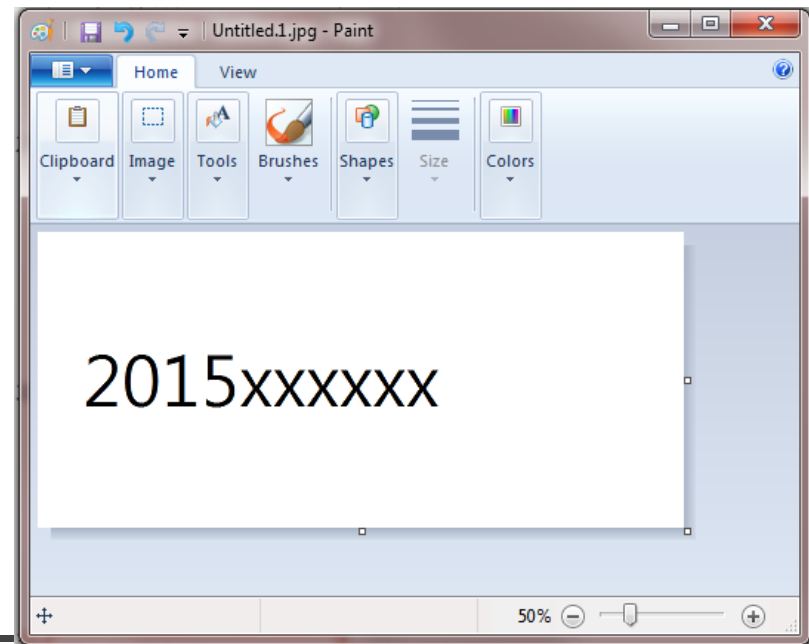 Untitled.1.jpg - Paint
Home View
Clipboard Image Tools Brushes Shapes Size Colors
2015xxxxxx
50%